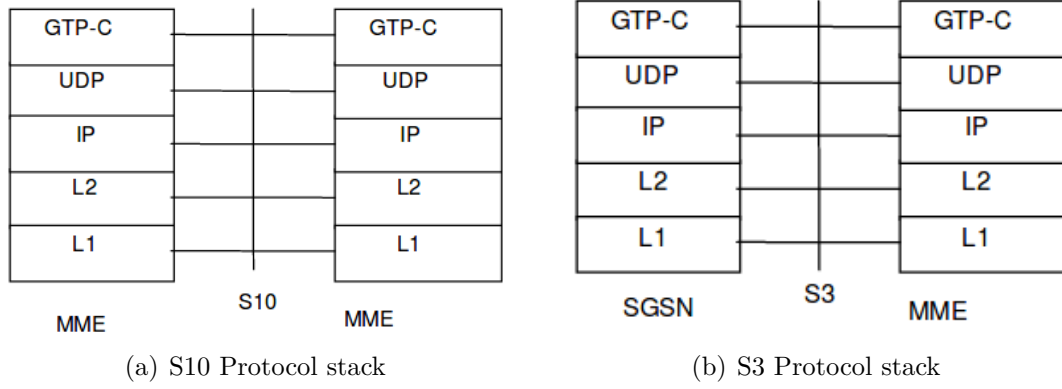 GTP-C GTP-C
UDP UDP
IP IP
L2 L2
L1 L1
S10
MME MME
(a) S10 Protocol stack
GTP-C GTP-C
UDP UDP
IP IP
L2 L2
L1 L1
S3
SGSN MME
(b) S3 Protocol stack